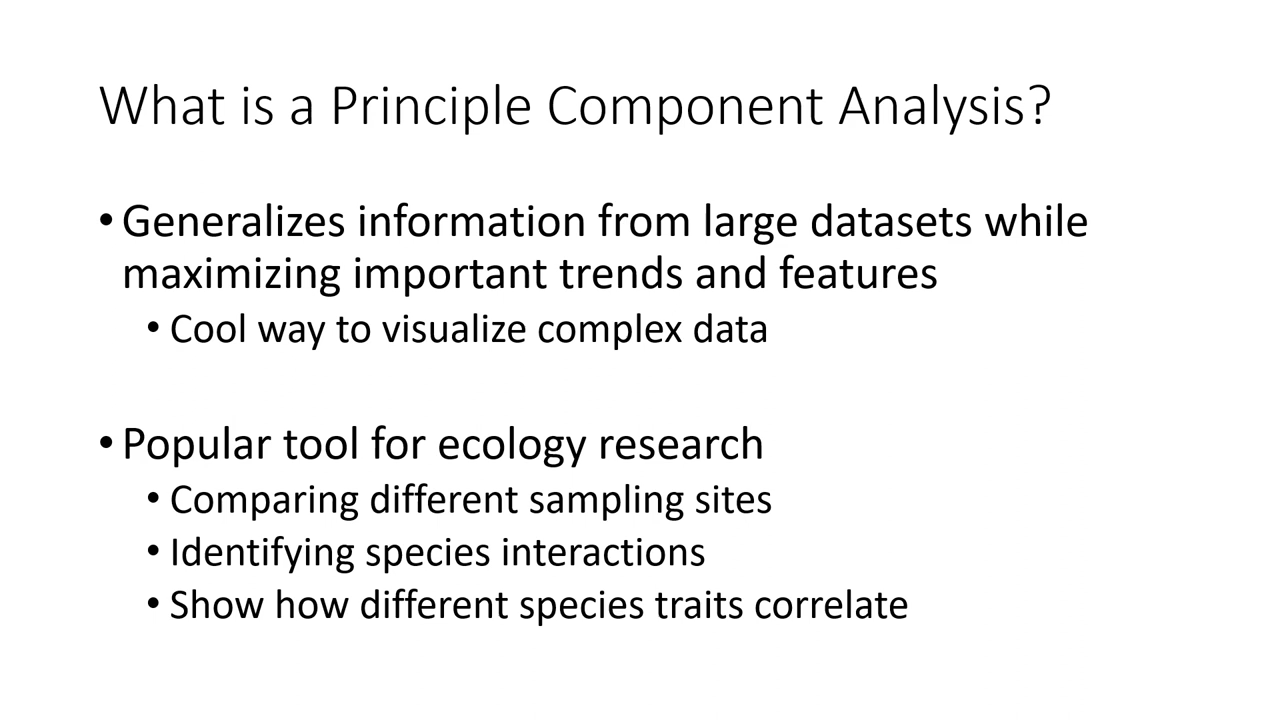 What is a Principle Component Analysis?
• Generalizes information from large datasets while
maximizing important trends and features
• Cool way to visualize complex data
• Popular tool for ecology research
• Comparing different sampling sites
• Identifying species interactions
• Show how different species traits correlate